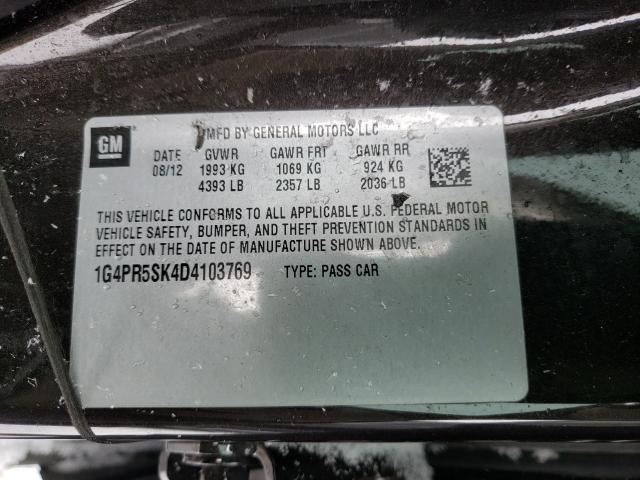 GM
MFD BY GENERAL MOTORS LLC
DATE GVWR GAWR FRT GAWR RR
08/12 1993 KG 1069 KG 924 KG
4393 LB 2357 LB 2036 LB
THIS VEHICLE CONFORMS TO ALL APPLICABLE U.S. FEDERAL MOTOR
VEHICLE SAFETY, BUMPER, AND THEFT PREVENTION STANDARDS IN
EFFECT ON THE DATE OF MANUFACTURE SHOWN ABOVE.
1G4PR5SK4D4103769 TYPE: PASS CAR